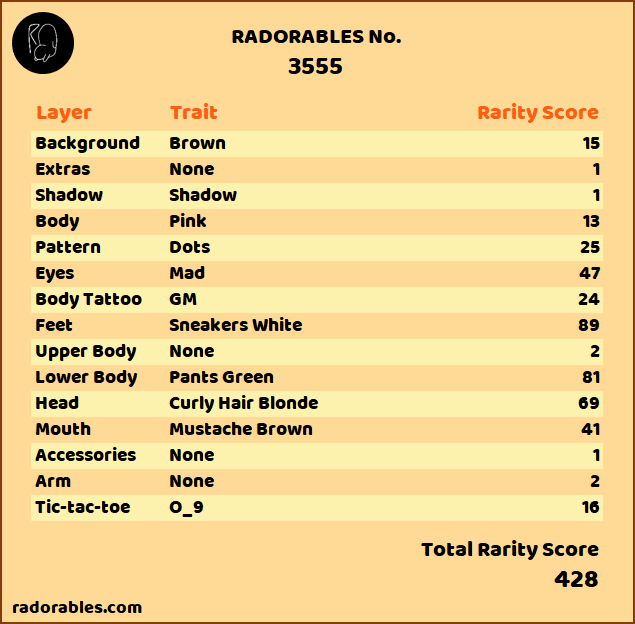 RADORABLES No.
3555
Layer Trait Rarity Score
Background Brown 15
Extras None 1
Shadow Shadow 1
Body Pink 13
Pattern Dots 25
Eyes Mad 47
Body Tattoo GM 24
Feet Sneakers White 89
Upper Body None 2
Lower Body Pants Green 81
Head Curly Hair Blonde 69
Mouth Mustache Brown 41
Accessories None 1
Arm None 2
Tic-tac-toe O_9 16
Total Rarity Score
428
radorables.com